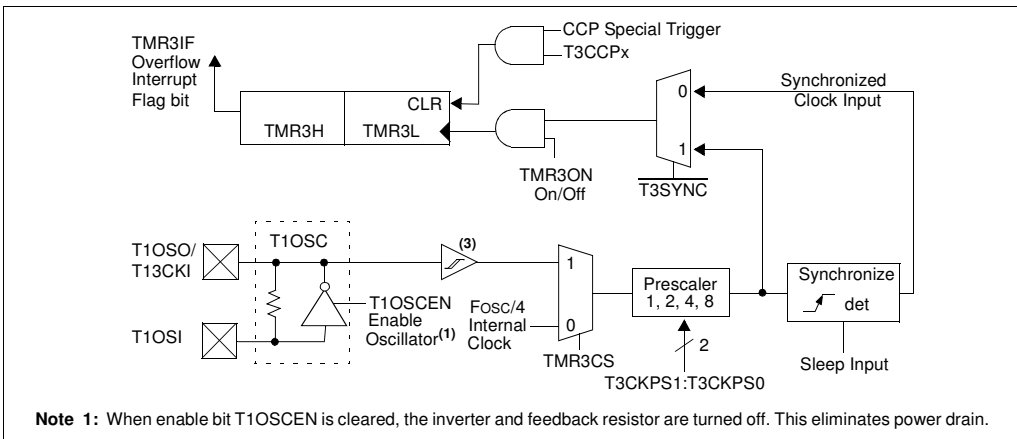 TMR3IF
Overflow
Interrupt
Flag bit
TMR3H
TMR3L
CLR
CCP Special Trigger
T3CCPx
TMR3ON
On/Off
0
1
T3SYNC
Synchronized
Clock Input
T1OSO/
T13CKI
T1OSI
T1OSC
T1OSCEN
Enable
Oscillator(1)
(3)
FOSC/4
Internal
Clock
1
0
TMR3CS
Prescaler
1, 2, 4, 8
2
T3CKPS1:T3CKPS0
Synchronize
det
Sleep Input
Note 1: When enable bit T1OSCEN is cleared, the inverter and feedback resistor are turned off. This eliminates power drain.